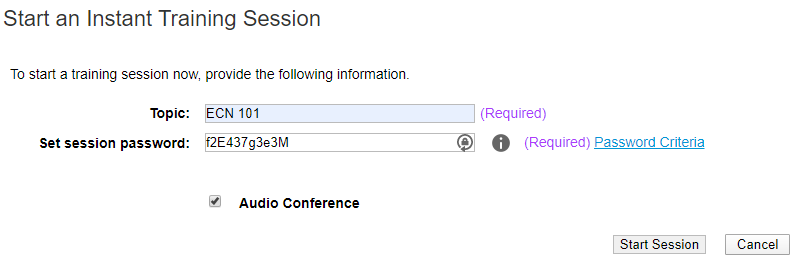 Start an Instant Training Session
To start a training session now, provide the following information.
Topic: ECN 101 (Required)
Set session password: f2E437g3e3M (Required) Password Criteria
Audio Conference
Start Session Cancel